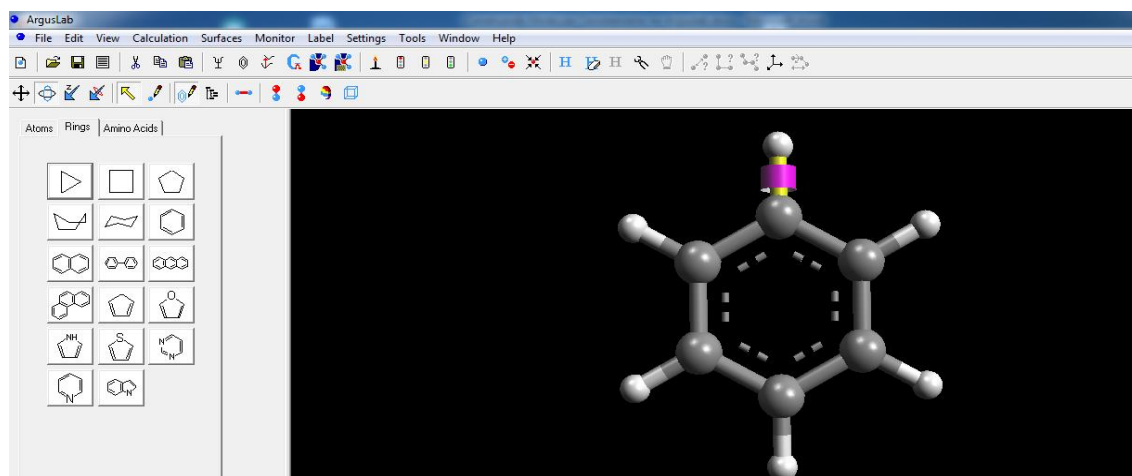 ArgusLab
File Edit View Calculation Surfaces Monitor Label Settings Tools Window Help
Atoms Rings Amino Acids
O
NH S N
N
N N